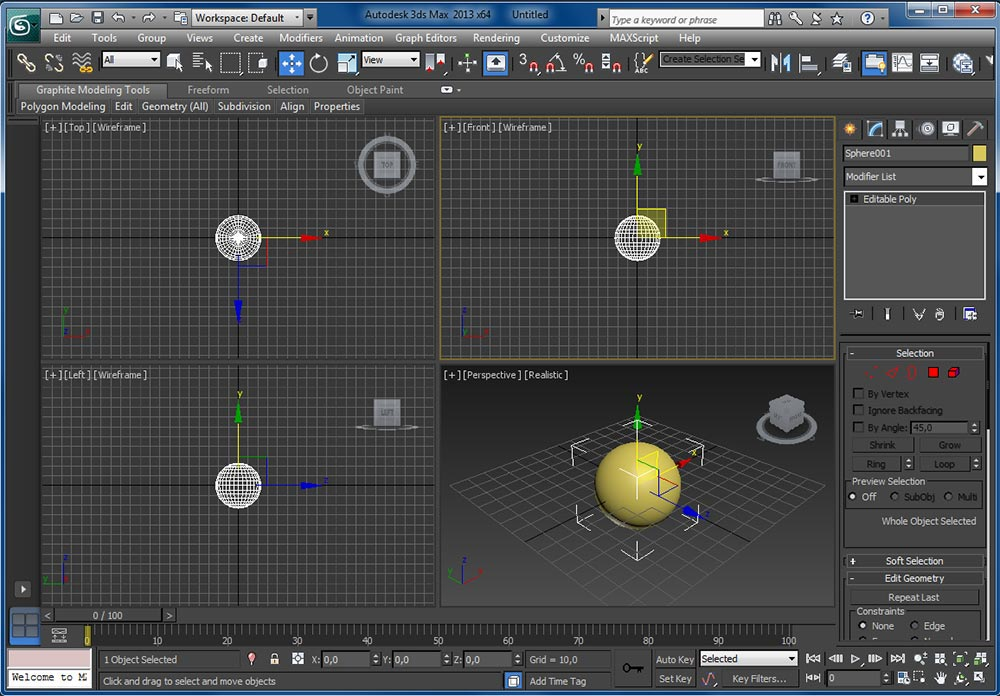 Workspace: Default
Autodesk 3ds Max 2013 x64 Untitled
Type a keyword or phrase
Edit Tools Group Views Create Modifiers Animation Graph Editors Rendering Customize MAXScript Help
All
View
3
Create Selection Se
Graphite Modeling Tools Freeform Selection Object Paint
Polygon Modeling Edit Geometry (All) Subdivision Align Properties
[+][Top][Wireframe]
TOP
x
y
z
[+][Front][Wireframe]
FRONT
y
x
z
[+][Left][Wireframe]
LEFT
y
z
z
y
[+][Perspective][Realistic]
y
x
z
z
y
Sphere001
Modifier List
Editable Poly
Selection
By Vertex
Ignore Backfacing
By Angle: 45,0
Shrink Grow
Ring Loop
Preview Selection
Off SubObj Multi
Whole Object Selected
+ Soft Selection
- Edit Geometry
Repeat Last
Constraints
None Edge
< 0 / 100 >
0 10 20 30 40 50 60 70 80 90 100
Welcome to M
1 Object Selected
X: 0,0 Y: 0,0 Z: 0,0
Grid = 10,0
Click and drag to select and move objects
Add Time Tag
Auto Key Selected
Set Key Key Filters...
0